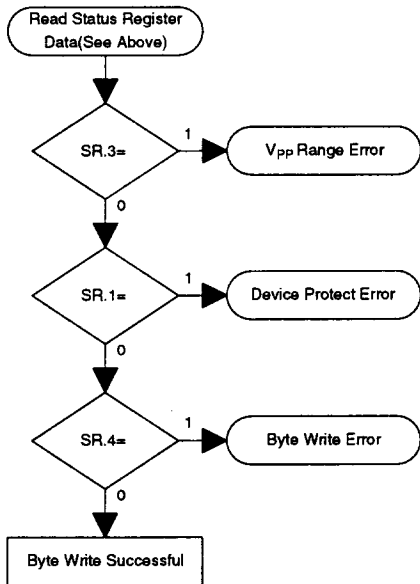 Read Status Register
Data(See Above)
SR.3=
1
VPP Range Error
0
SR.1=
1
Device Protect Error
0
SR.4=
1
Byte Write Error
0
Byte Write Successful